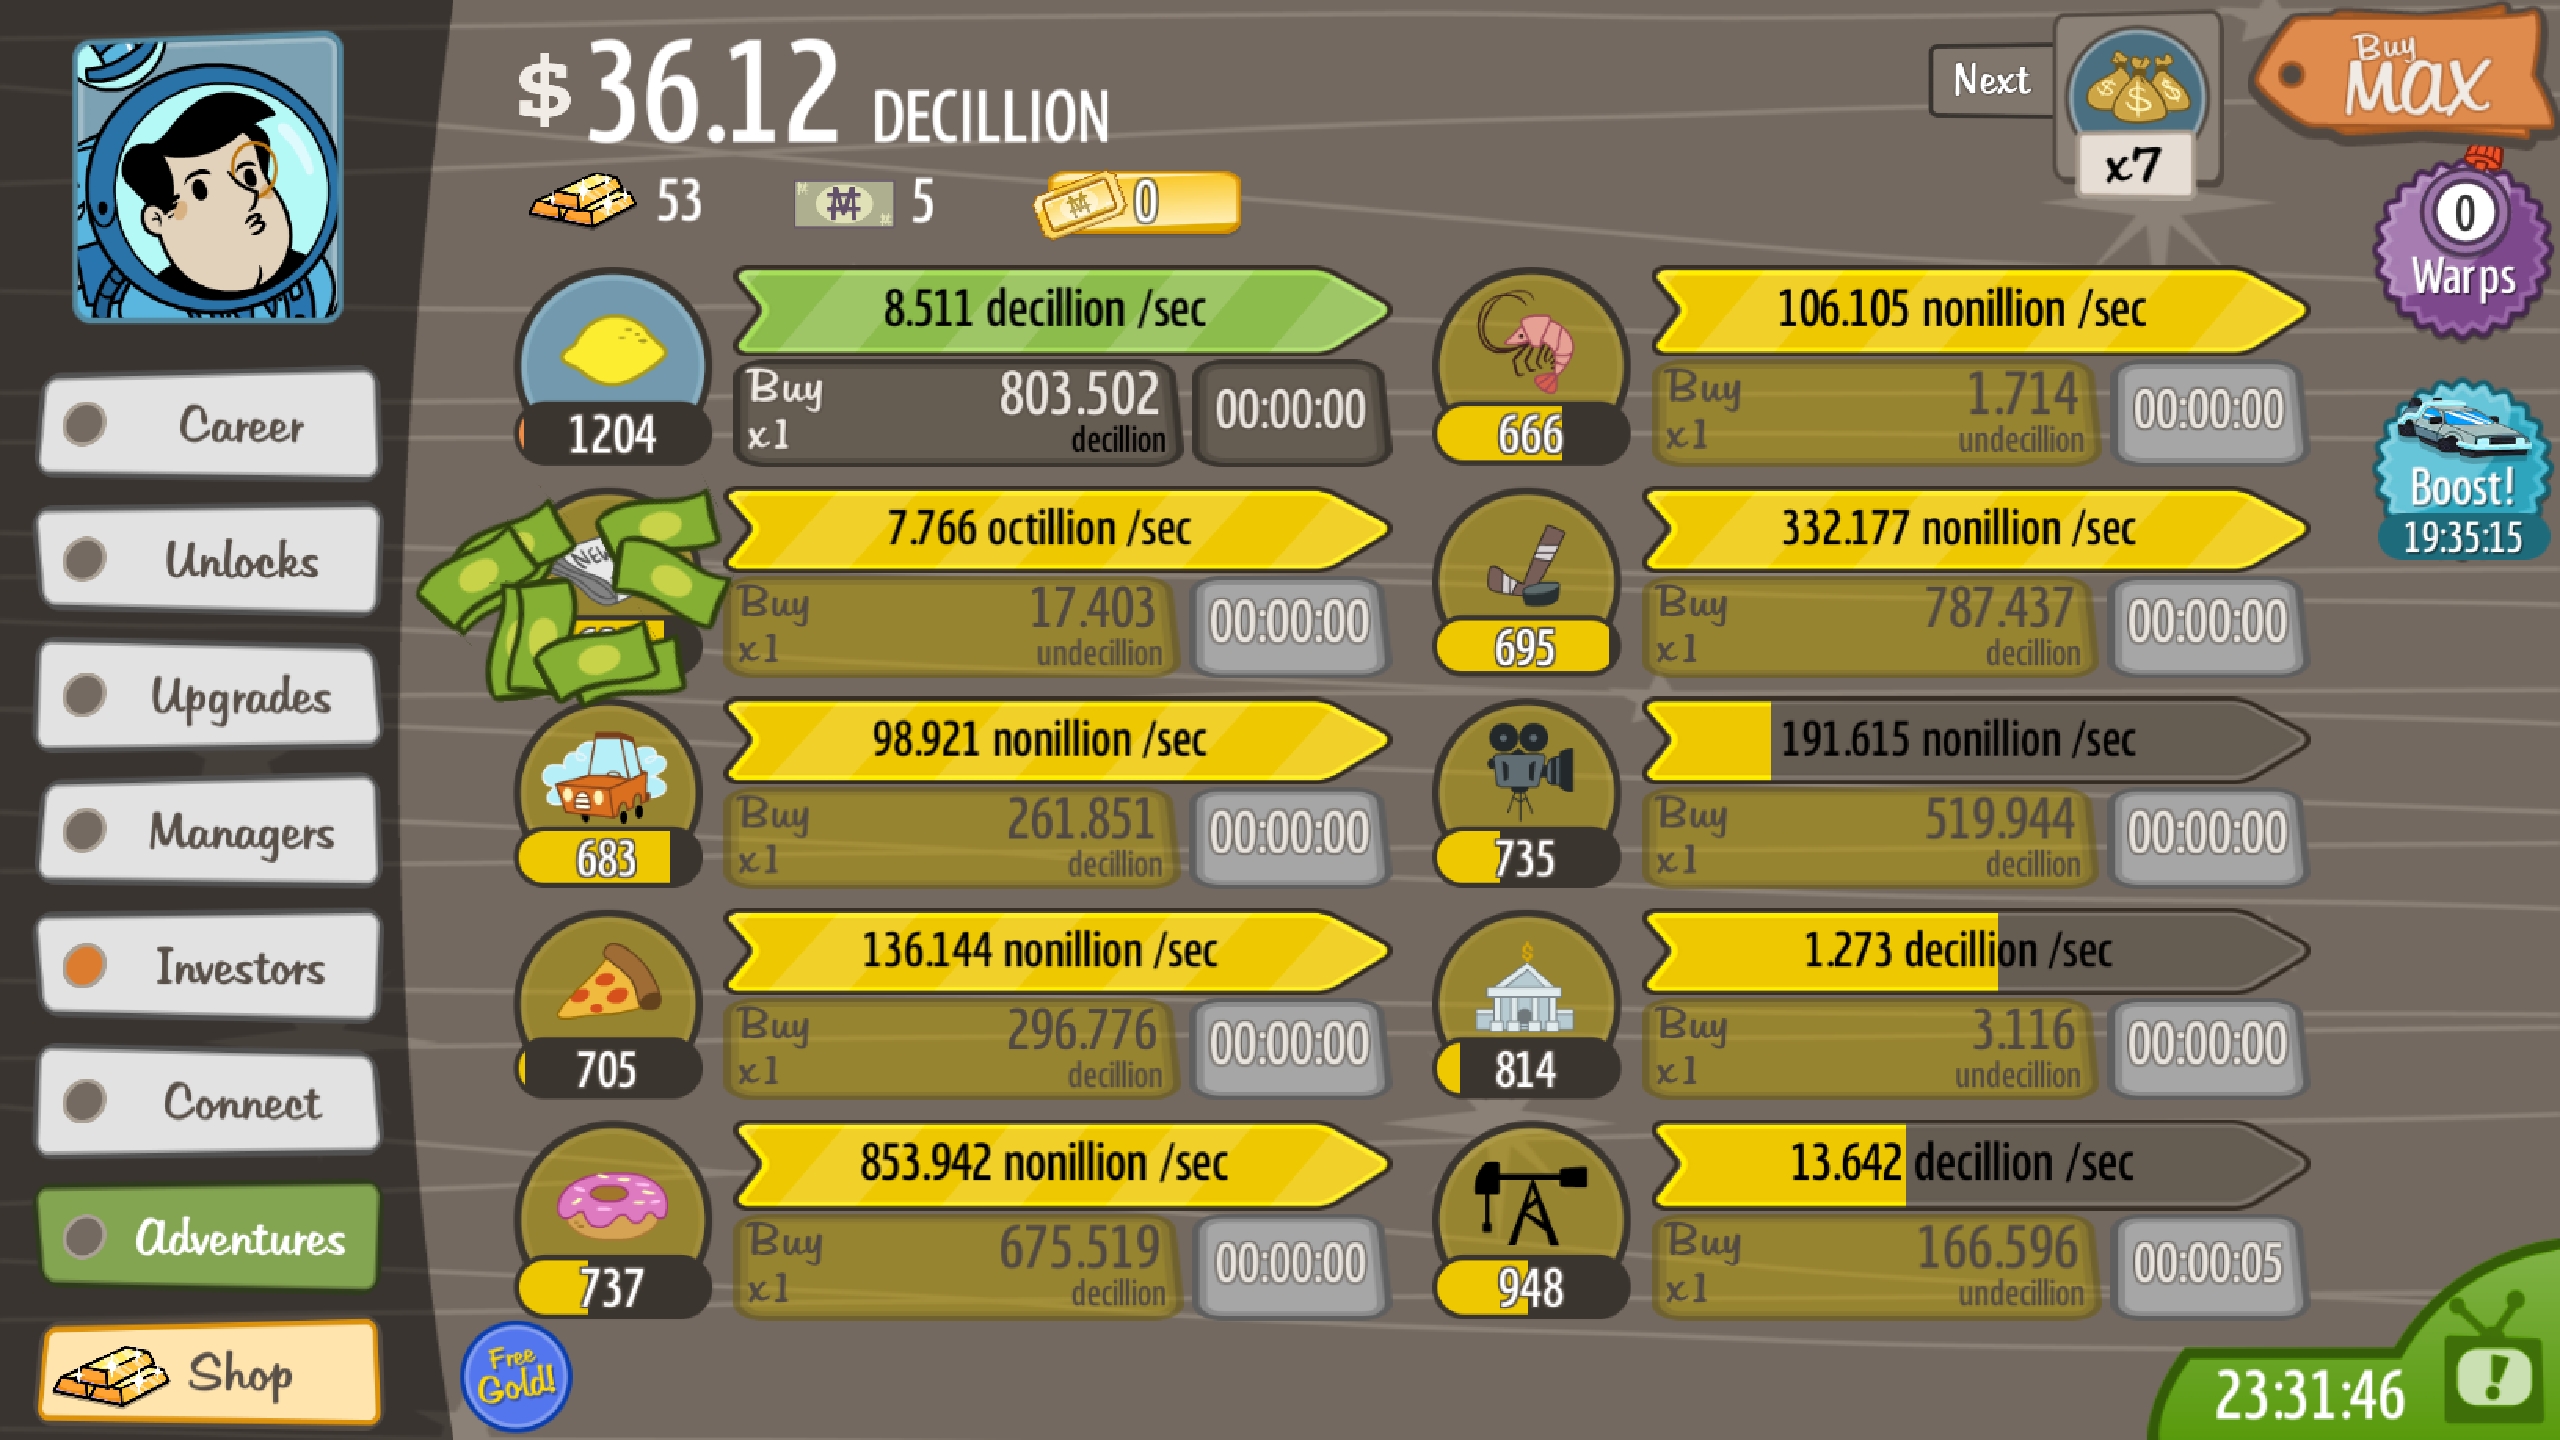 $36.12 DECILLION
53
5
0
Next
x7
Buy
MAX
0
Warps
Boost!
19:35:15
Career
Unlocks
Upgrades
Managers
Investors
Connect
Adventures
Shop
8.511 decillion /sec
1204
Buy
x1
803.502
decillion
00:00:00
106.105 nonillion /sec
666
Buy
x1
1.714
undecillion
00:00:00
7.766 octillion /sec
NEW
Buy
x1
17.403
undecillion
00:00:00
332.177 nonillion /sec
695
Buy
x1
787.437
decillion
00:00:00
98.921 nonillion /sec
683
Buy
x1
261.851
decillion
00:00:00
191.615 nonillion /sec
735
Buy
x1
519.944
decillion
00:00:00
136.144 nonillion /sec
705
Buy
x1
296.776
decillion
00:00:00
1.273 decillion /sec
814
Buy
x1
3.116
undecillion
00:00:00
853.942 nonillion /sec
737
Buy
x1
675.519
decillion
00:00:00
13.642 decillion /sec
948
Buy
x1
166.596
undecillion
00:00:05
Free
Gold!
23:31:46
!